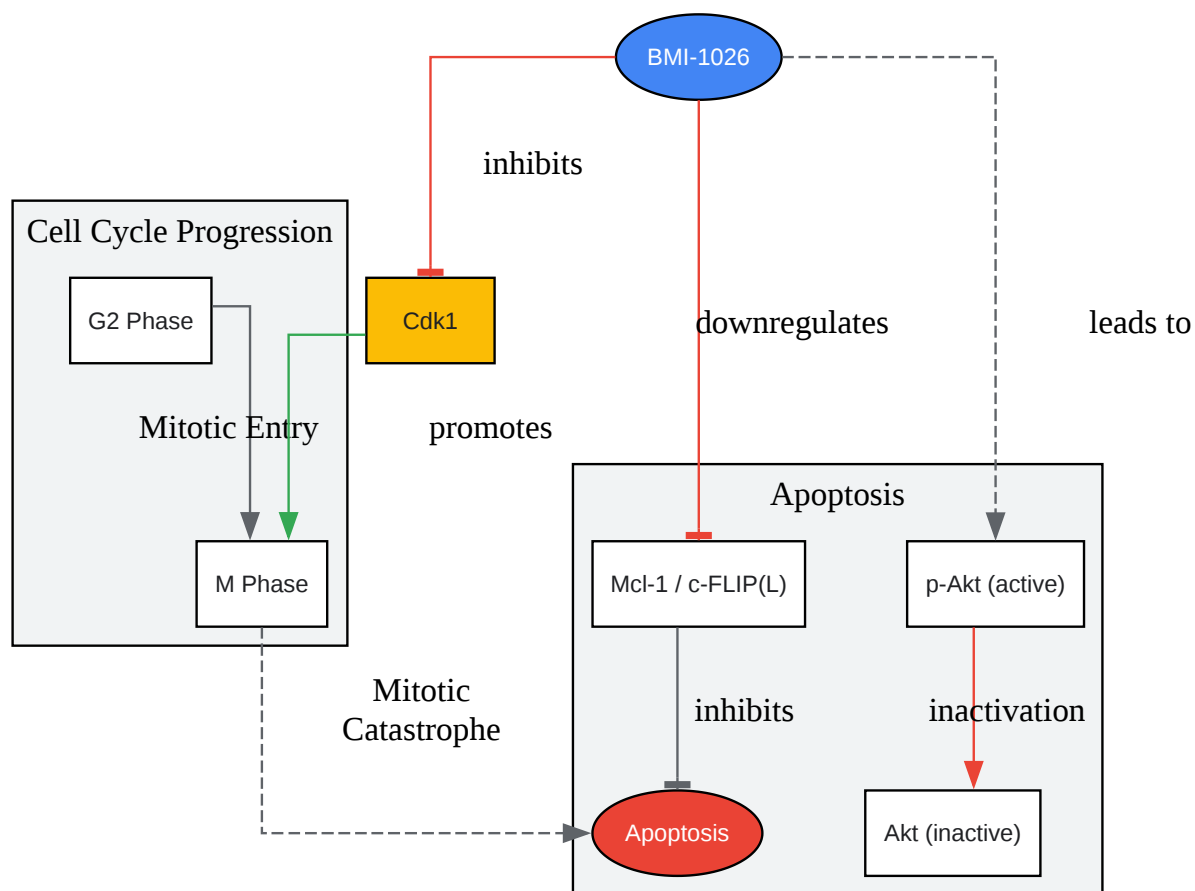 BMI-1026
inhibits
Cell Cycle Progression
G2 Phase
Cdk1
downregulates
leads to
Mitotic Entry
promotes
Apoptosis
M Phase
Mcl-1 / c-FLIP(L)
p-Akt (active)
Mitotic
Catastrophe
inhibits
inactivation
Apoptosis
Akt (inactive)